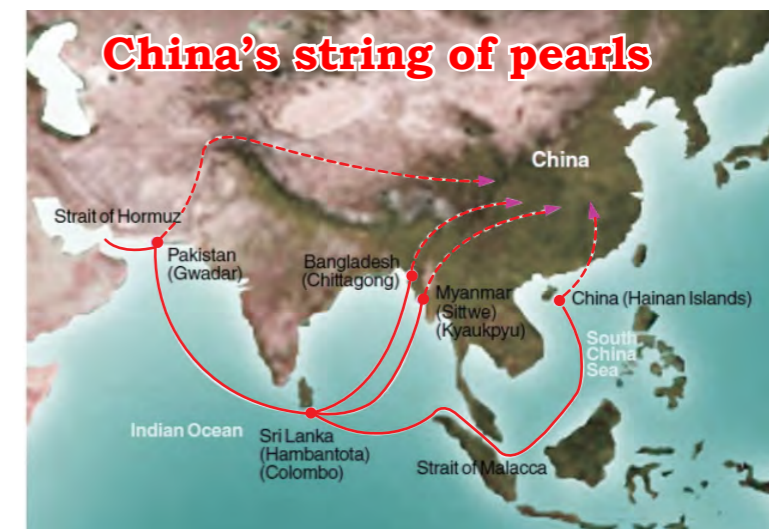 China's string of pearls
China
Strait of Hormuz
Pakistan
(Gwadar)
Bangladesh
(Chittagong)
Myanmar
(Sittwe)
(Kyaukpyu)
China (Hainan Islands)
South
China
Sea
Indian Ocean
Sri Lanka
(Hambantota)
(Colombo)
Strait of Malacca